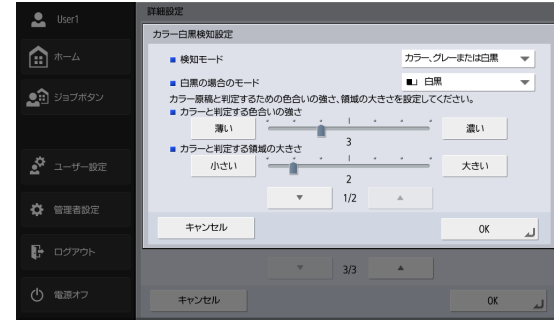 User1
ホーム
ジョブボタン
ユーザー設定
管理者設定
ログアウト
電源オフ
詳細設定
カラー白黒検知設定
検知モード
カラー、グレーまたは白黒
白黒の場合のモード
白黒
カラー原稿と判定するための色合いの強さ、領域の大きさを設定してください。
カラーと判定する色合いの強さ
薄い
濃い
3
カラーと判定する領域の大きさ
小さい
大きい
2
1/2
キャンセル
OK
3/3
キャンセル
OK